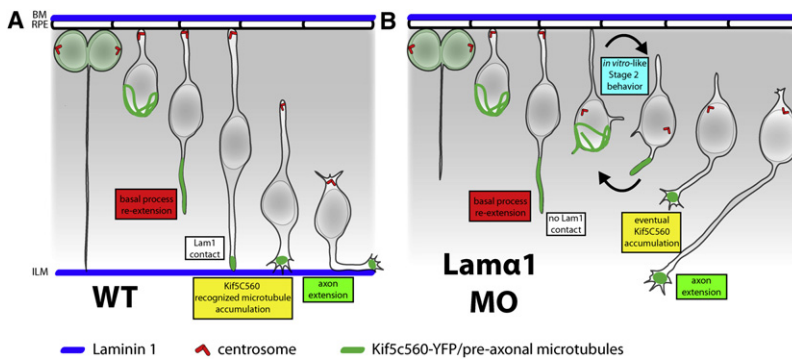 A
BM
RPE
basal process
re-extension
Lam1
contact
Kif5C560
recognized microtubule
accumulation
axon
extension
ILM
WT
B
in vitro-like
Stage 2
behavior
basal process
re-extension
no Lam1
contact
eventual
Kif5C560
accumulation
axon
extension
Lamα1
MO
Laminin 1
centrosome
Kif5c560-YFP/pre-axonal microtubules